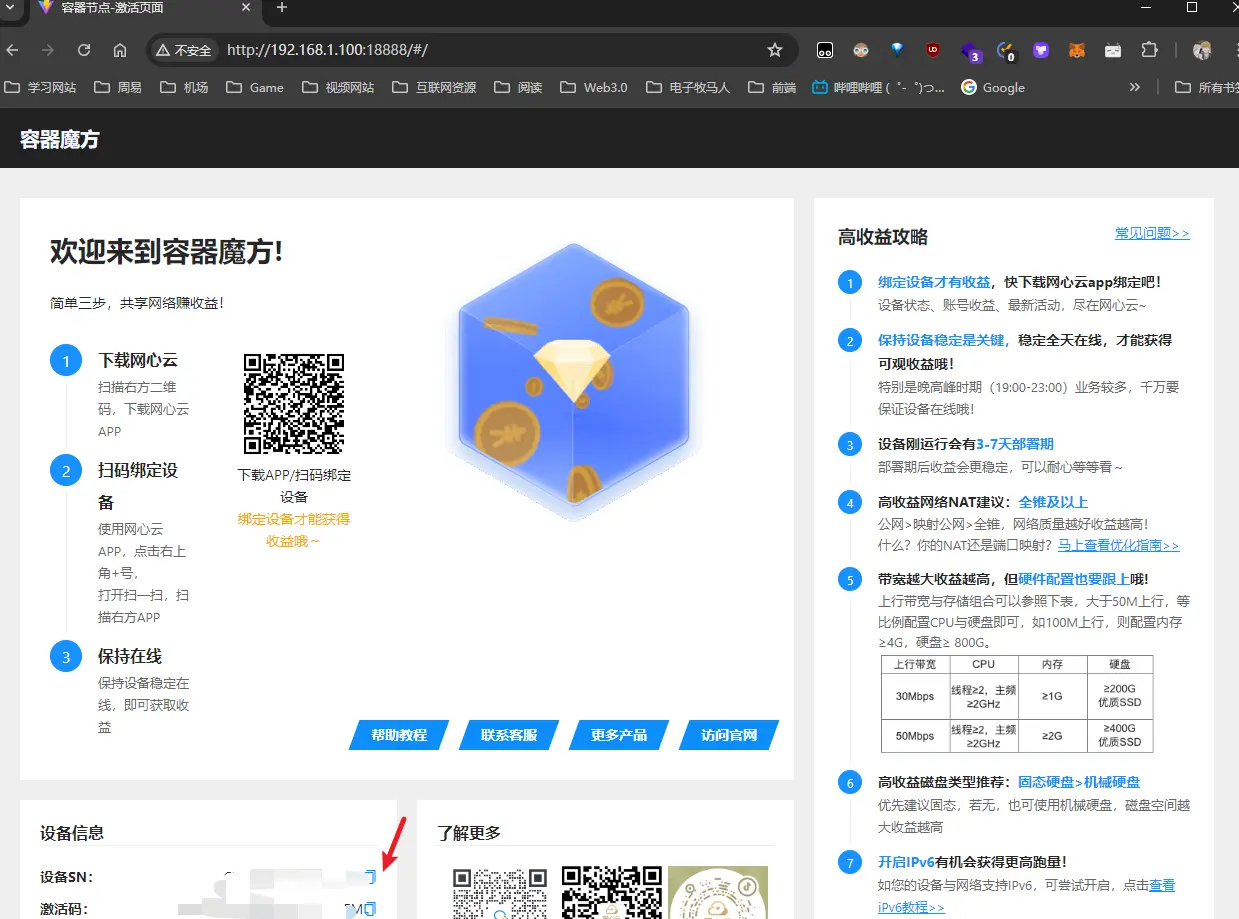 容器节点-激活页面
不安全
http://192.168.1.100:18888/#/
UD
3
0
学习网站
周易
机场
Game
视频网站
互联网资源
阅读
Web3.0
电子牧马人
前端
哔哩哔哩 ( ゜- ゜)つ...
Google
所有书签
容器魔方
欢迎来到容器魔方!
简单三步，共享网络赚收益！
1
下载网心云
扫描右方二维
码，下载网心云
APP
2
扫码绑定设
备
使用网心云
APP，点击右上
角+号，
打开扫一扫，扫
描右方APP
3
保持在线
保持设备稳定在
线，即可获取收
益
下载APP/扫码绑定
设备
绑定设备才能获得
收益哦～
帮助教程
联系客服
更多产品
访问官网
设备信息
设备SN：
激活码：
了解更多
高收益攻略
常见问题>>
1
绑定设备才有收益，快下载网心云app绑定吧！
设备状态、账号收益、最新活动，尽在网心云~
2
保持设备稳定是关键，稳定全天在线，才能获得
可观收益哦！
特别是晚高峰时期（19:00-23:00）业务较多，千万要
保证设备在线哦！
3
设备刚运行会有3-7天部署期
部署期后收益会更稳定，可以耐心等等看～
4
高收益网络NAT建议：全锥及以上
公网>映射公网>全锥，网络质量越好收益越高！
什么？你的NAT还是端口映射？马上查看优化指南>>
5
带宽越大收益越高，但硬件配置也要跟上哦!
上行带宽与存储组合可以参照下表，大于50M上行，等
比例配置CPU与硬盘即可，如100M上行，则配置内存
≥4G，硬盘≥ 800G。
上行带宽 CPU 内存 硬盘
30Mbps 线程≥2，主频≥2GHz ≥1G ≥200G 优质SSD
50Mbps 线程≥2，主频≥2GHz ≥2G ≥400G 优质SSD
6
高收益磁盘类型推荐：固态硬盘>机械硬盘
优先建议固态，若无，也可使用机械硬盘，磁盘空间越
大收益越高
7
开启IPv6有机会获得更高跑量！
如您的设备与网络支持IPv6，可尝试开启，点击查看
IPv6教程>>